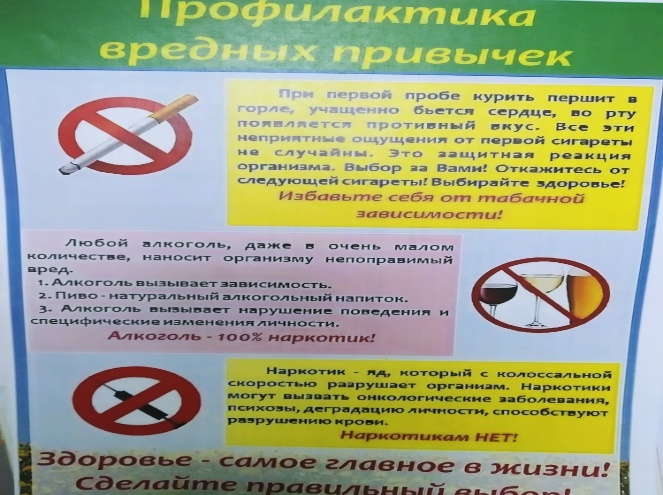 Профилактика
вредных привычек
При первой пробе курить першит в
горле, учащенно бьется сердце, во рту
появляется противный вкус. Все эти
неприятные ощущения от первой сигареты
не случайны. Это защитная реакция
организма. Выбор за Вами! Откажитесь от
следующей сигареты! Выбирайте здоровье!
Избавьте себя от табачной
зависимости!
Любой алкоголь, даже в очень малом
количестве, наносит организму непоправимый
вред.
1. Алкоголь вызывает зависимость.
2. Пиво - натуральный алкогольный напиток.
3. Алкоголь вызывает нарушение поведения и
специфические изменения личности.
Алкоголь - 100% наркотик!
Наркотик - яд, который с колоссальной
скоростью разрушает организм. Наркотики
могут вызвать онкологические заболевания,
психозы, деградацию личности, способствуют
разрушению крови.
Наркотикам НЕТ!
Здоровье - самое главное в жизни!
Сделайте правильный выбор!